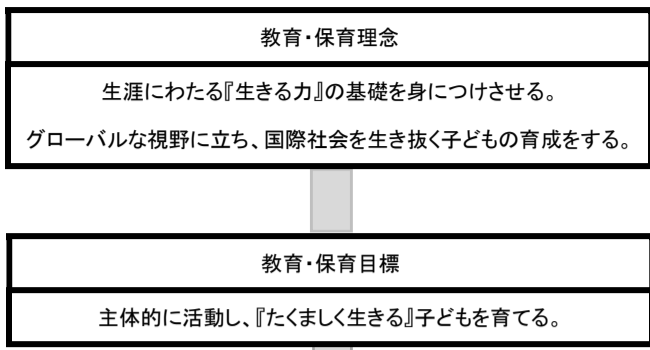 教育・保育理念
生涯にわたる『生きる力』の基礎を身につけさせる。
グローバルな視野に立ち、国際社会を生き抜く子どもの育成をする。
教育・保育目標
主体的に活動し、『たくましく生きる』子どもを育てる。